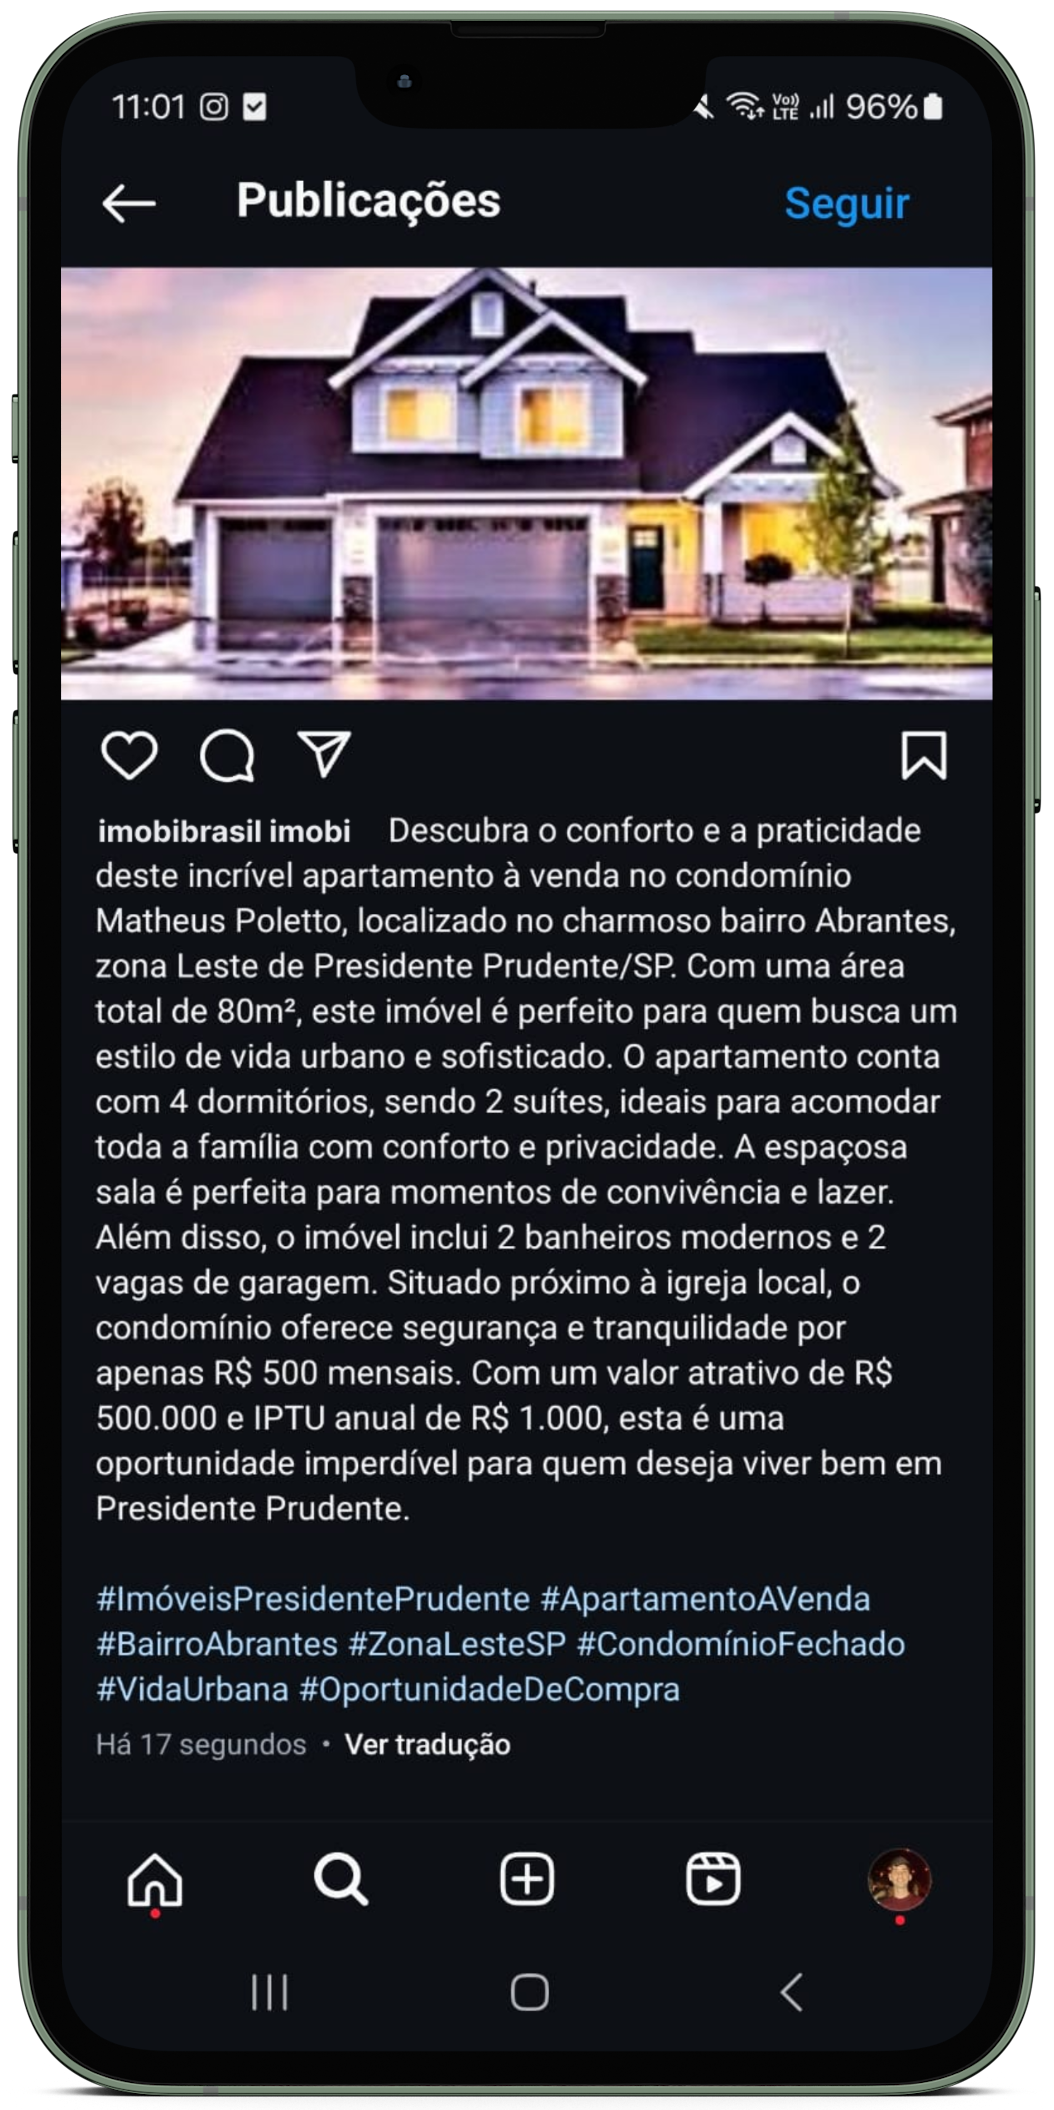 11:01
Vo))
LTE
96%
Publicações
Seguir
imobibrasil imobi Descubra o conforto e a praticidade
deste incrível apartamento à venda no condomínio
Matheus Poletto, localizado no charmoso bairro Abrantes,
zona Leste de Presidente Prudente/SP. Com uma área
total de 80m², este imóvel é perfeito para quem busca um
estilo de vida urbano e sofisticado. O apartamento conta
com 4 dormitórios, sendo 2 suítes, ideais para acomodar
toda a família com conforto e privacidade. A espaçosa
sala é perfeita para momentos de convivência e lazer.
Além disso, o imóvel inclui 2 banheiros modernos e 2
vagas de garagem. Situado próximo à igreja local, o
condomínio oferece segurança e tranquilidade por
apenas R$ 500 mensais. Com um valor atrativo de R$
500.000 e IPTU anual de R$ 1.000, esta é uma
oportunidade imperdível para quem deseja viver bem em
Presidente Prudente.
#ImóveisPresidentePrudente #ApartamentoAVenda
#BairroAbrantes #ZonaLesteSP #CondomínioFechado
#VidaUrbana #OportunidadeDeCompra
Há 17 segundos • Ver tradução